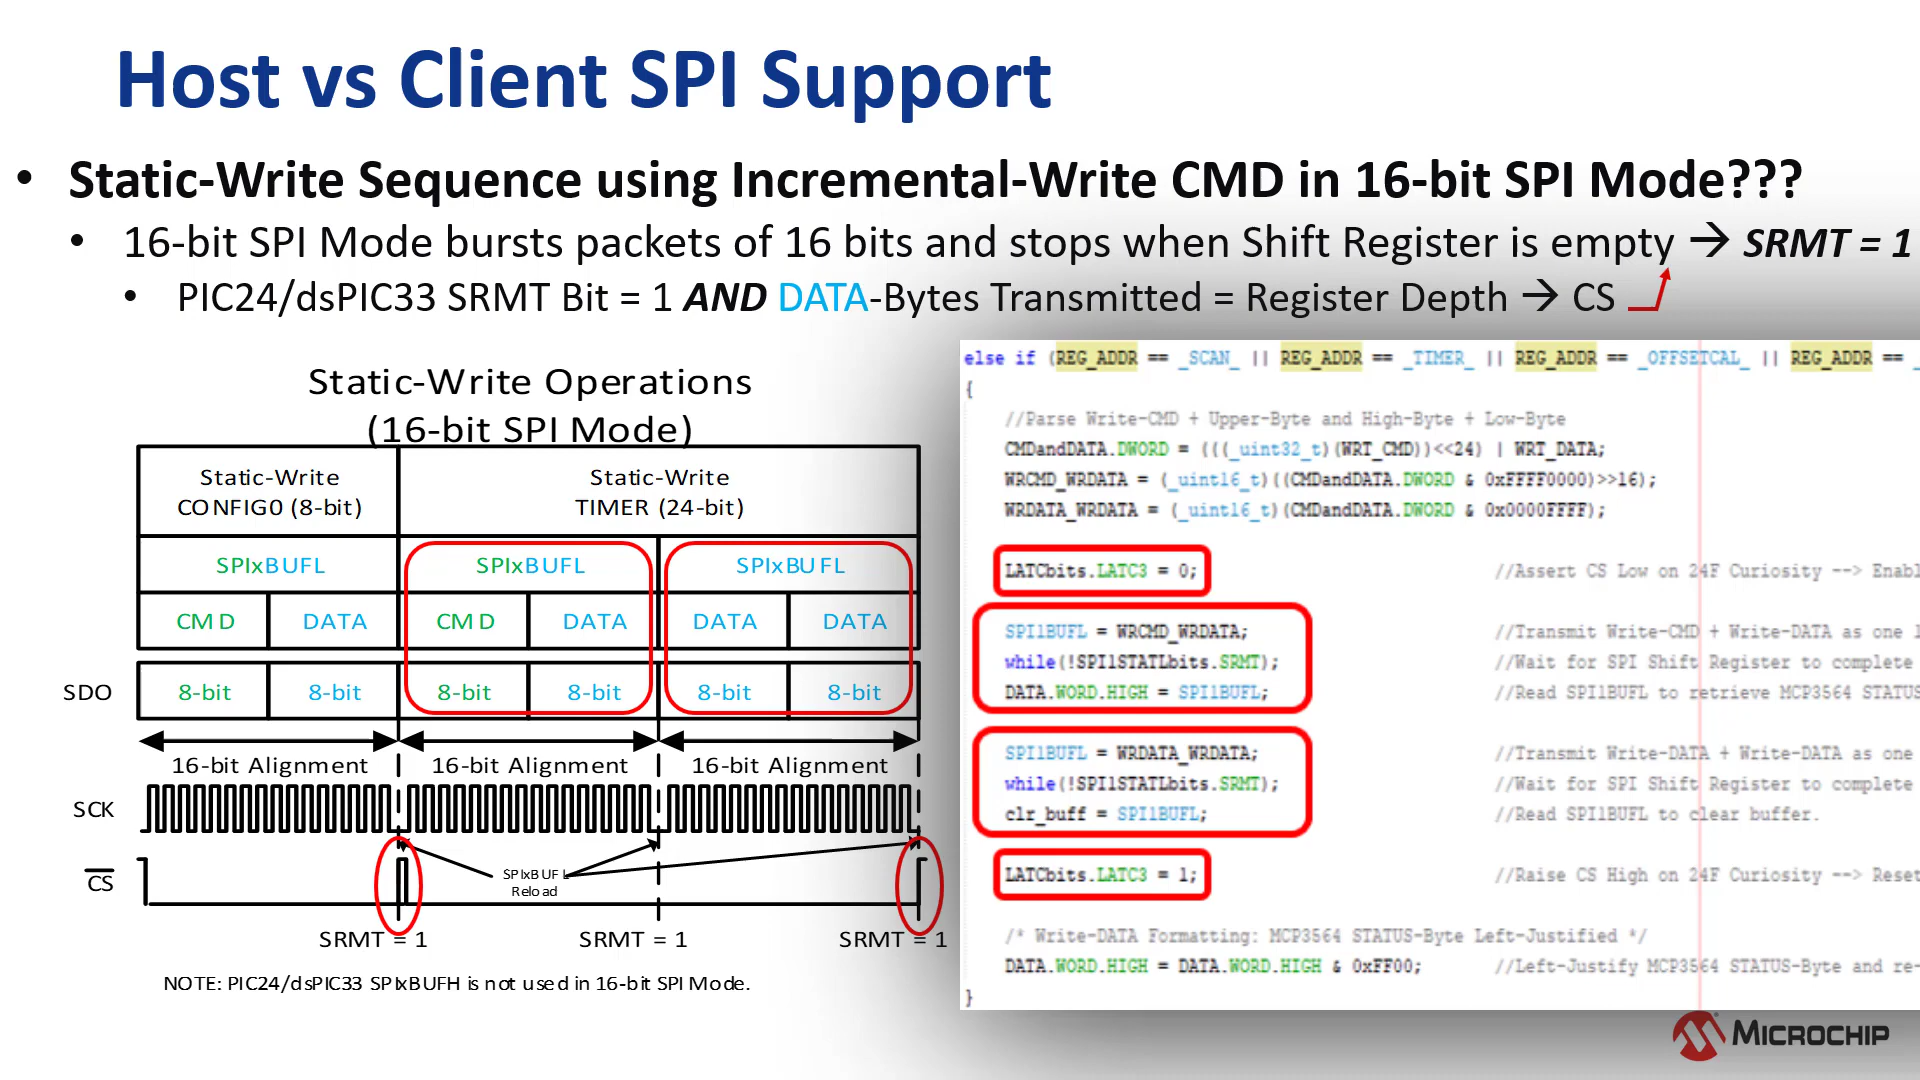 Host vs Client SPI Support
• Static-Write Sequence using Incremental-Write CMD in 16-bit SPI Mode???
• 16-bit SPI Mode bursts packets of 16 bits and stops when Shift Register is empty → SRMT = 1
• PIC24/dsPIC33 SRMT Bit = 1 AND DATA-Bytes Transmitted = Register Depth → CS
Static-Write Operations
(16-bit SPI Mode)
Static-Write
CONFIG0 (8-bit)
Static-Write
TIMER (24-bit)
SPIxBUFL SPIxBUFL SPIxBUFL
CMD DATA CMD DATA DATA DATA
SDO 8-bit 8-bit 8-bit 8-bit 8-bit 8-bit
16-bit Alignment 16-bit Alignment 16-bit Alignment
SCK
CS
SPIxBUFL
Reload
SRMT = 1 SRMT = 1 SRMT = 1
NOTE: PIC24/dsPIC33 SPIxBUFH is not used in 16-bit SPI Mode.
else if (REG_ADDR == _SCAN_ || REG_ADDR == _TIMER_ || REG_ADDR == _OFFSETCAL_ || REG_ADDR == _
{
//Parse Write-CMD + Upper-Byte and High-Byte + Low-Byte
CMDandDATA.DWORD = (((_uint32_t)(WRT_CMD))<<24) | WRT_DATA;
WRCMD_WRDATA = (_uint16_t)((CMDandDATA.DWORD & 0xFFFF0000)>>16);
WRDATA_WRDATA = (_uint16_t)(CMDandDATA.DWORD & 0x0000FFFF);
LATCbits.LATC3 = 0; //Assert CS Low on 24F Curiosity --> Enabl
SPI1BUFL = WRCMD_WRDATA; //Transmit Write-CMD + Write-DATA as one
while(!SPI1STATLbits.SRMT); //Wait for SPI Shift Register to complete
DATA.WORD.HIGH = SPI1BUFL; //Read SPI1BUFL to retrieve MCP3564 STATUS
SPI1BUFL = WRDATA_WRDATA; //Transmit Write-DATA + Write-DATA as one
while(!SPI1STATLbits.SRMT); //Wait for SPI Shift Register to complete
clr_buff = SPI1BUFL; //Read SPI1BUFL to clear buffer.
LATCbits.LATC3 = 1; //Raise CS High on 24F Curiosity --> Reset
/* Write-DATA Formatting: MCP3564 STATUS-Byte Left-Justified */
DATA.WORD.HIGH = DATA.WORD.HIGH & 0xFF00; //Left-Justify MCP3564 STATUS-Byte and re-
}
MICROCHIP